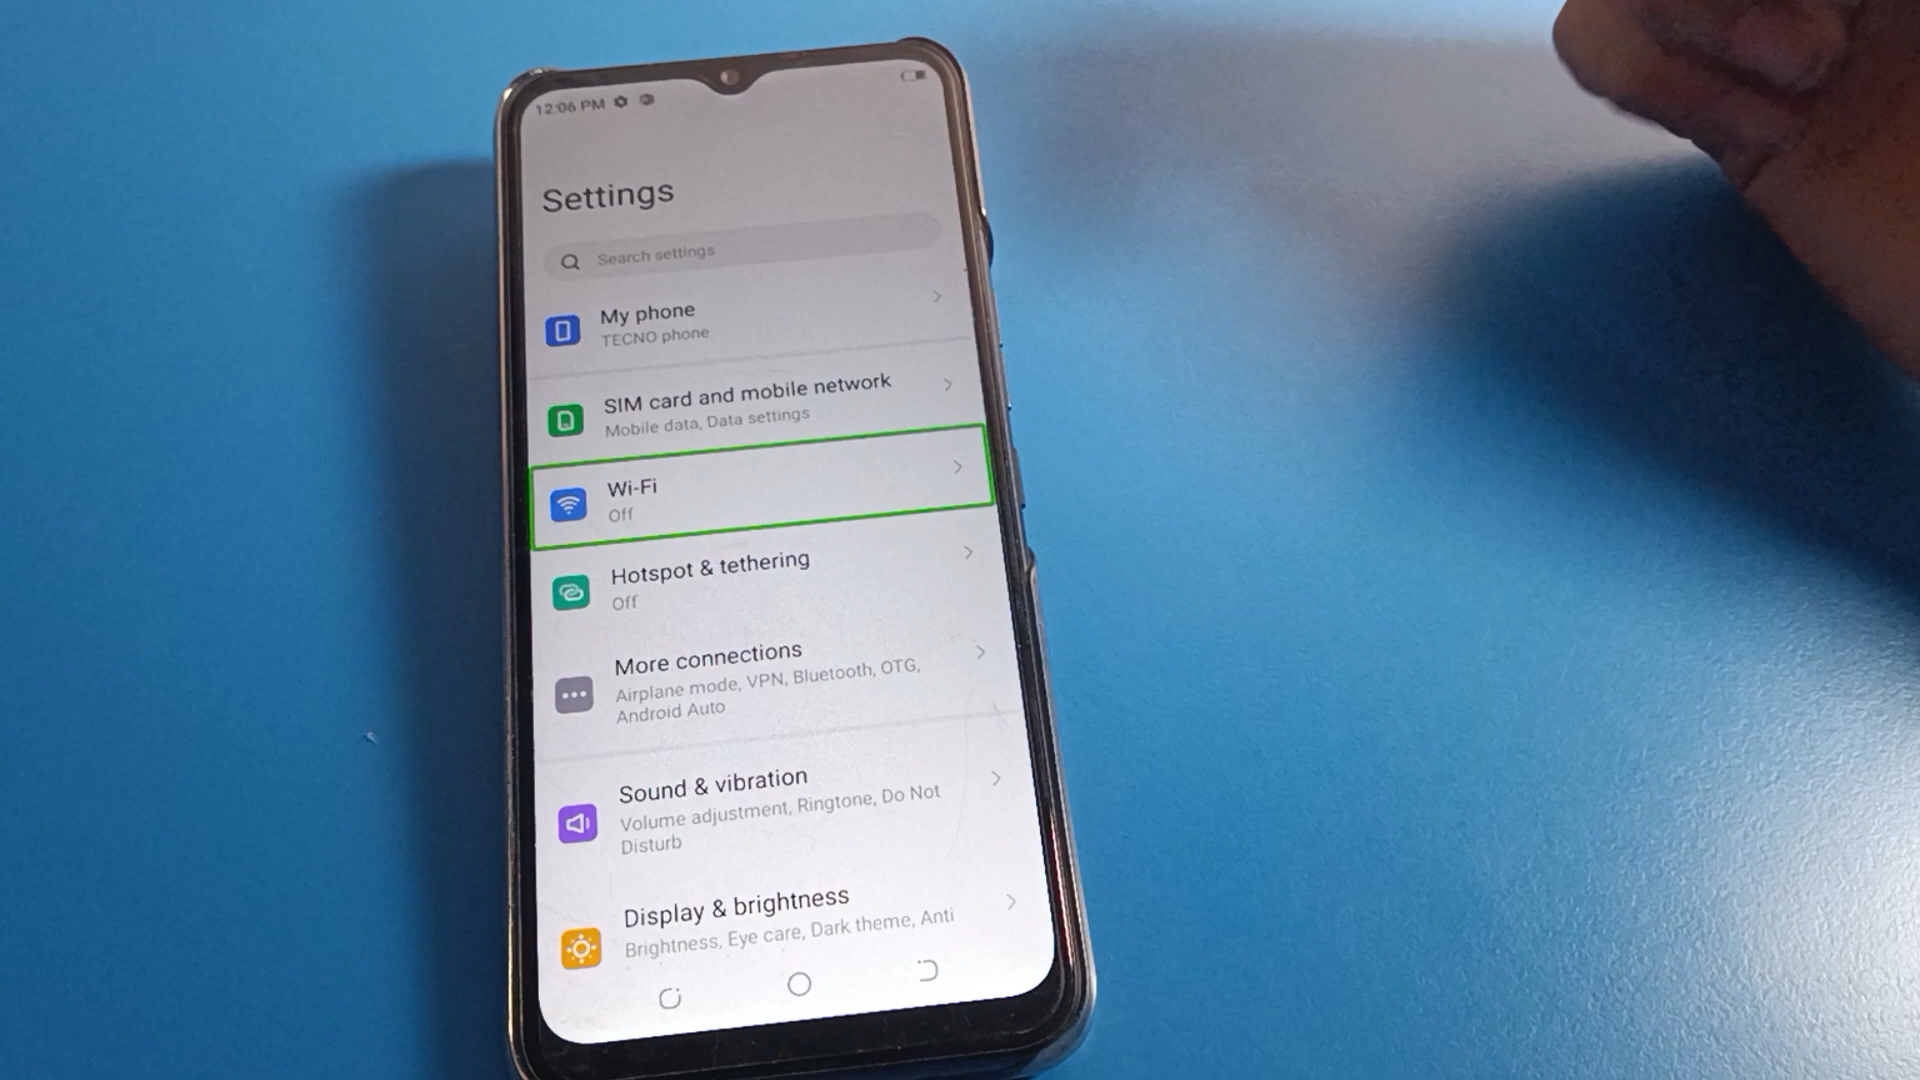 12:06 PM
Settings
Search settings
My phone
TECNO phone
SIM card and mobile network
Mobile data, Data settings
Wi-Fi
Off
Hotspot & tethering
Off
More connections
Airplane mode, VPN, Bluetooth, OTG,
Android Auto
Sound & vibration
Volume adjustment, Ringtone, Do Not
Disturb
Display & brightness
Brightness, Eye care, Dark theme, Anti